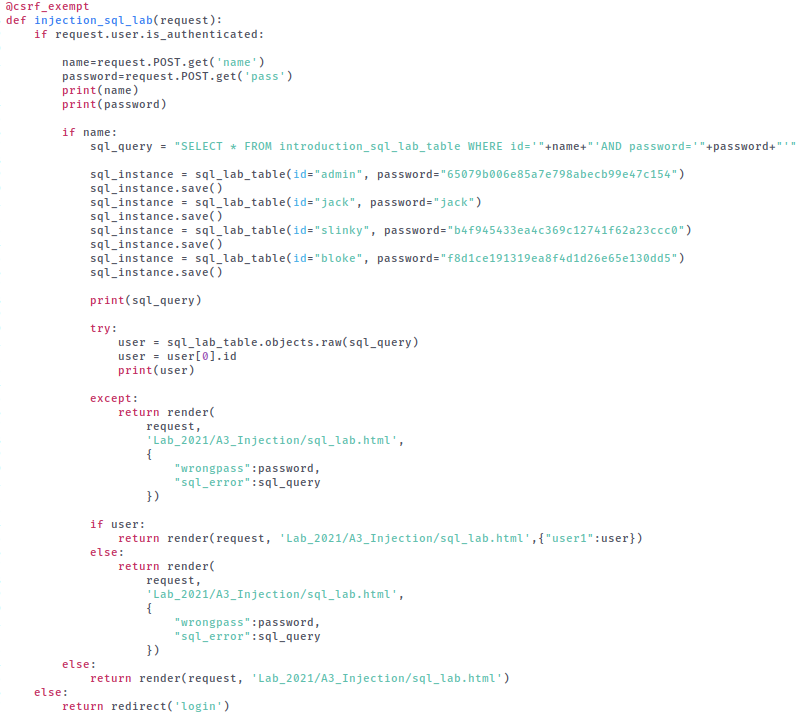 @csrf_exempt
def injection_sql_lab(request):
    if request.user.is_authenticated:
        name=request.POST.get('name')
        password=request.POST.get('pass')
        print(name)
        print(password)
        if name:
            sql_query = "SELECT * FROM introduction_sql_lab_table WHERE id='"+name+"'AND password='"+password+"'"
            sql_instance = sql_lab_table(id="admin", password="65079b006e85a7e798abecb99e47c154")
            sql_instance.save()
            sql_instance = sql_lab_table(id="jack", password="jack")
            sql_instance.save()
            sql_instance = sql_lab_table(id="slinky", password="b4f945433ea4c369c12741f62a23ccc0")
            sql_instance.save()
            sql_instance = sql_lab_table(id="bloke", password="f8d1ce191319ea8f4d1d26e65e130dd5")
            sql_instance.save()
            print(sql_query)
            try:
                user = sql_lab_table.objects.raw(sql_query)
                user = user[0].id
                print(user)
            except:
                return render(
                    request,
                    'Lab_2021/A3_Injection/sql_lab.html',
                    {
                        "wrongpass":password,
                        "sql_error":sql_query
                    })
            if user:
                return render(request, 'Lab_2021/A3_Injection/sql_lab.html',{"user1":user})
            else:
                return render(
                    request,
                    'Lab_2021/A3_Injection/sql_lab.html',
                    {
                        "wrongpass":password,
                        "sql_error":sql_query
                    })
        else:
            return render(request, 'Lab_2021/A3_Injection/sql_lab.html')
    else:
        return redirect('login')